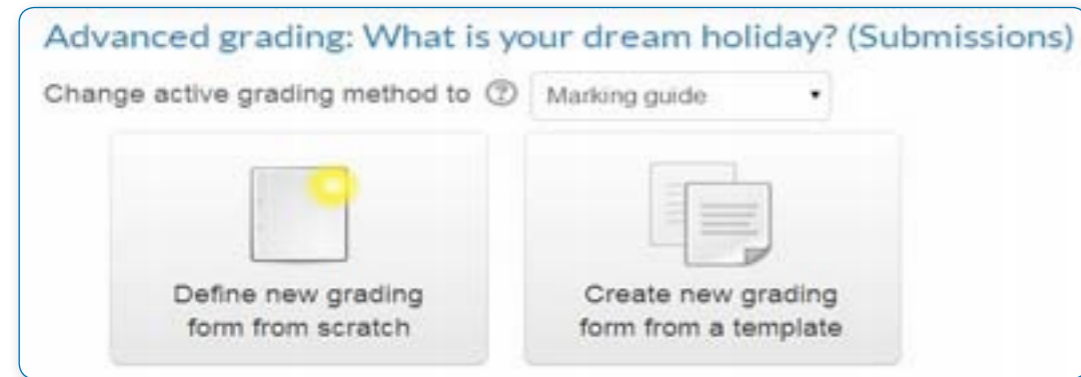 Advanced grading: What is your dream holiday? (Submissions)
Change active grading method to ? Marking guide
Define new grading
form from scratch
Create new grading
form from a template